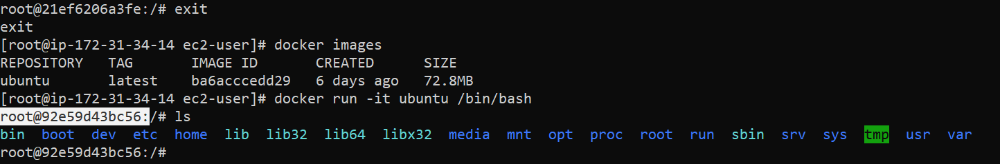 root@21ef6206a3fe:/# exit
exit
[root@ip-172-31-34-14 ec2-user]# docker images
REPOSITORY   TAG       IMAGE ID       CREATED      SIZE
ubuntu       latest    ba6acccedd29   6 days ago   72.8MB
[root@ip-172-31-34-14 ec2-user]# docker run -it ubuntu /bin/bash
root@92e59d43bc56:/# ls
bin  boot  dev  etc  home  lib  lib32  lib64  libx32  media  mnt  opt  proc  root  run  sbin  srv  sys  tmp  usr  var
root@92e59d43bc56:/#